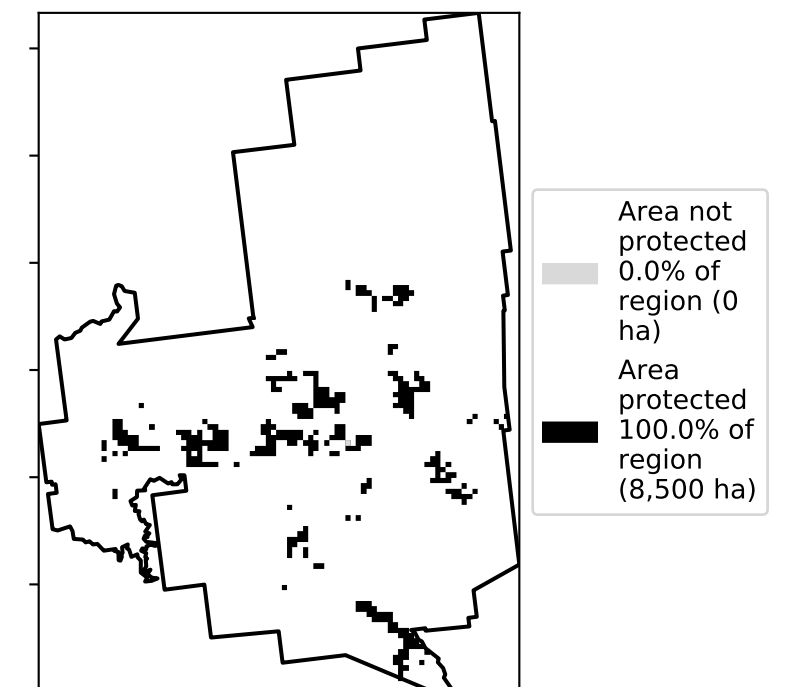 Area not
protected
0.0% of
region (0
ha)
Area
protected
100.0% of
region
(8,500 ha)